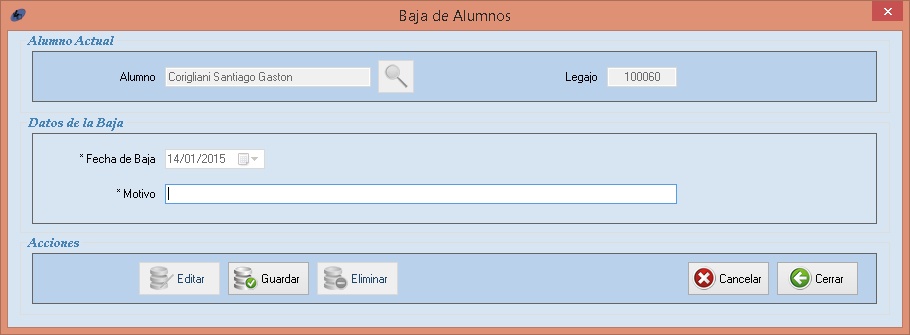 Baja de Alumnos
Alumno Actual
Alumno Corigliani Santiago Gaston Legajo 100060
Datos de la Baja
* Fecha de Baja 14/01/2015
* Motivo
Acciones
Editar Guardar Eliminar Cancelar Cerrar